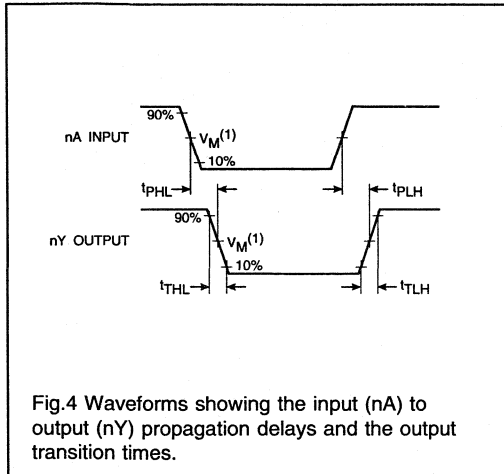 90%
nA INPUT
VM(1)
10%
tPHL
tPLH
90%
nY OUTPUT
VM(1)
10%
tTHL
tTLH
Fig.4 Waveforms showing the input (nA) to
output (nY) propagation delays and the output
transition times.